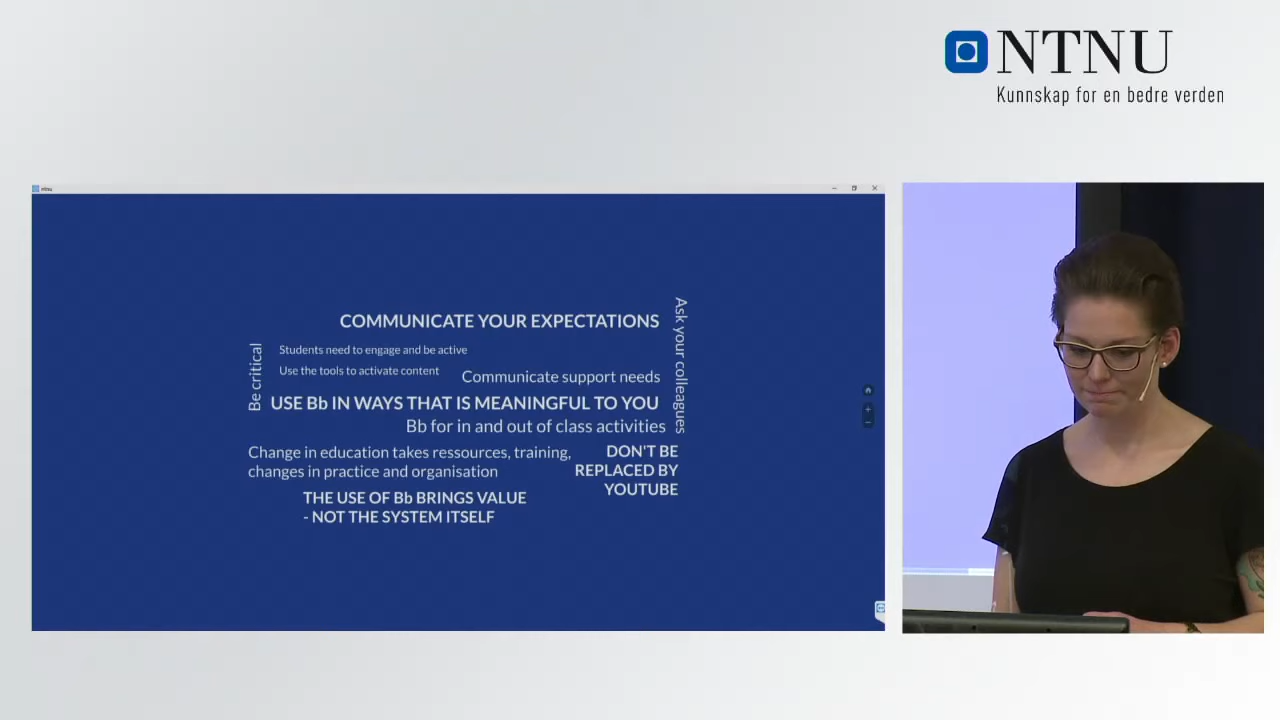 NTNU
Kunnskap for en bedre verden
ntnu
COMMUNICATE YOUR EXPECTATIONS
Ask your colleagues
Be critical
Students need to engage and be active
Use the tools to activate content
Communicate support needs
USE Bb IN WAYS THAT IS MEANINGFUL TO YOU
Bb for in and out of class activities
Change in education takes ressources, training,
changes in practice and organisation
DON'T BE
REPLACED BY
YOUTUBE
THE USE OF Bb BRINGS VALUE
- NOT THE SYSTEM ITSELF